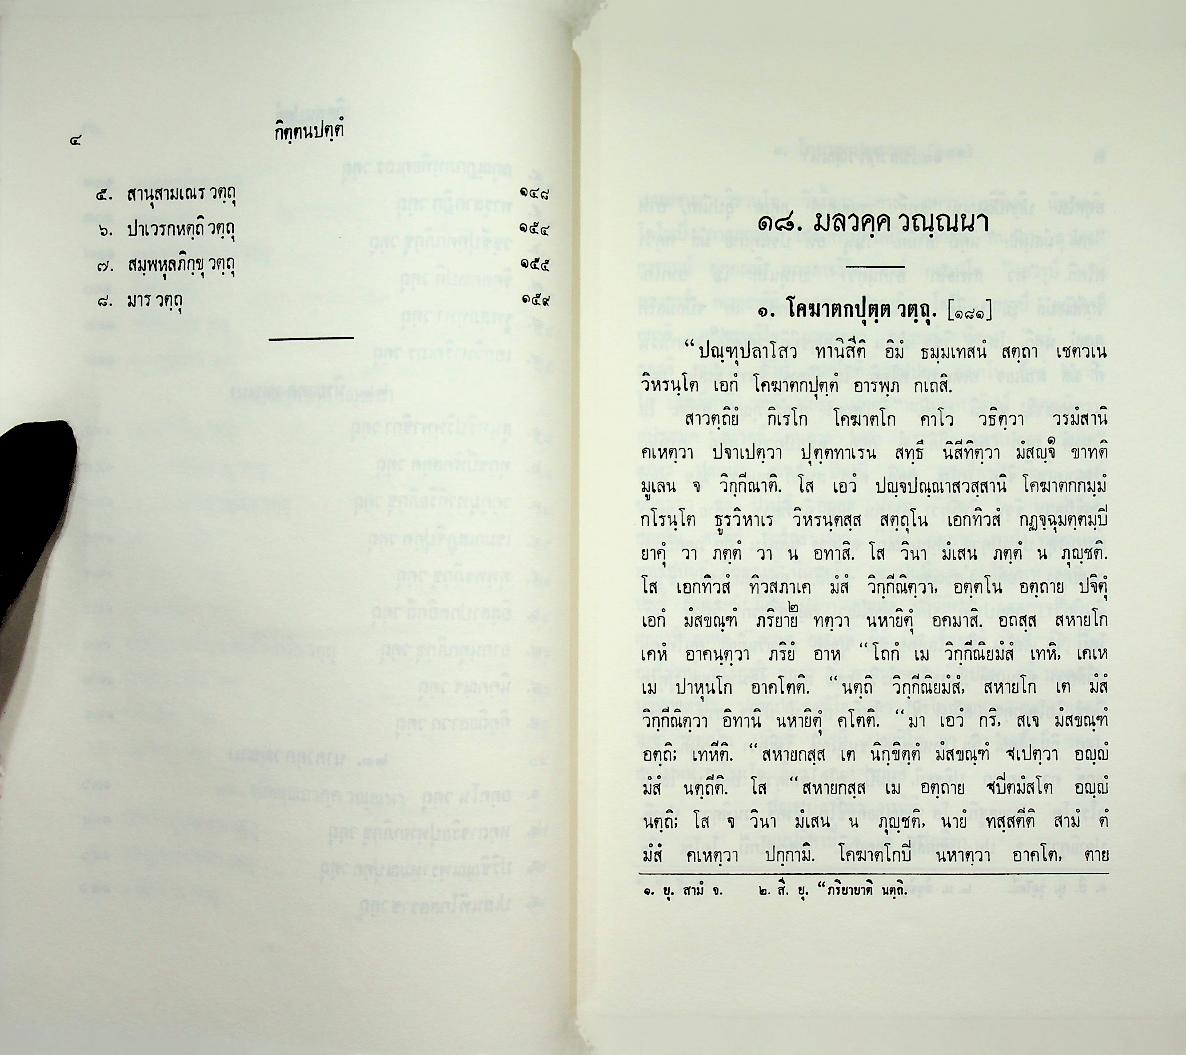 ๔
กิตฺตนปตฺตํ
๕. สานุสามเณร วตฺถุ ๑๔๘
๖. ปาเวรกหตฺถิ วตฺถุ ๑๕๔
๗. สมฺพหุลภิกฺขุ วตฺถุ ๑๕๕
๘. มาร วตฺถุ ๑๕๙
๑๘. มลวคฺค วณฺณนา
๑. โคฆาตกปุตฺต วตฺถุ. [๑๘๑]
“ปณฺฑุปลาโสว ทานิสีติ อิมํ ธมฺมเทสนํ สตฺถา เชตวเน
วิหรนฺโต เอกํ โคฆาตกปุตฺตํ อารพฺภ กเถสิ.
สาวตฺถิยํ กิเรโก โคฆาตโก คาโว วธิตฺวา วรมํสานิ
คเหตฺวา ปจาเปตฺวา ปุตฺตทาเรน สทฺธึ นิสีทิตฺวา มํสญฺจ๑ ขาทติ
มูเลน จ วิกฺกีณาติ. โส เอวํ ปญฺจปณฺณาสวสฺสานิ โคฆาตกกมฺมํ
กโรนฺโต ธูรวิหาเร วิหรนฺตสฺส สตฺถุโน เอกทิวสํ กฏจฺฉุมตฺตมฺปิ
ยาคุํ วา ภตฺตํ วา น อทาสิ. โส วินา มํเสน ภตฺตํ น ภุญฺชติ.
โส เอกทิวสํ ทิวสภาเค มํสํ วิกฺกีณิตฺวา, อตฺตโน อตฺถาย ปจิตุํ
เอกํ มํสขณฺฑํ ภริยาย๒ ทตฺวา นหายิตุํ อคมาสิ. อถสฺส สหายโก
เคหํ อาคนฺตฺวา ภริยํ อาห “โถกํ เม วิกฺกีณิยมํสํ เทหิ, เคเห
เม ปาหุนโก อาคโตติ. “นตฺถิ วิกฺกีณิยมํสํ, สหายโก เต มํสํ
วิกฺกีณิตฺวา อิทานิ นหายิตุํ คโตติ. “มา เอวํ กริ, สเจ มํสขณฺฑํ
อตฺถิ; เทหีติ. “สหายกสฺส เต นิกฺขิตฺตํ มํสขณฺฑํ ฐเปตฺวา อญฺญํ
มํสํ นตฺถีติ. โส “สหายกสฺส เม อตฺถาย ฐปิตมํสโต อญฺญํ
นตฺถิ; โส จ วินา มํเสน น ภุญฺชติ, นายํ ทสฺสตีติ สามํ ตํ
มํสํ คเหตฺวา ปกฺกามิ. โคฆาตโกปิ นหาตฺวา อาคโต, ตาย
๑. ยุ. สามํ จ. ๒. สี. ยุ. “ภริยายาติ นตฺถิ.